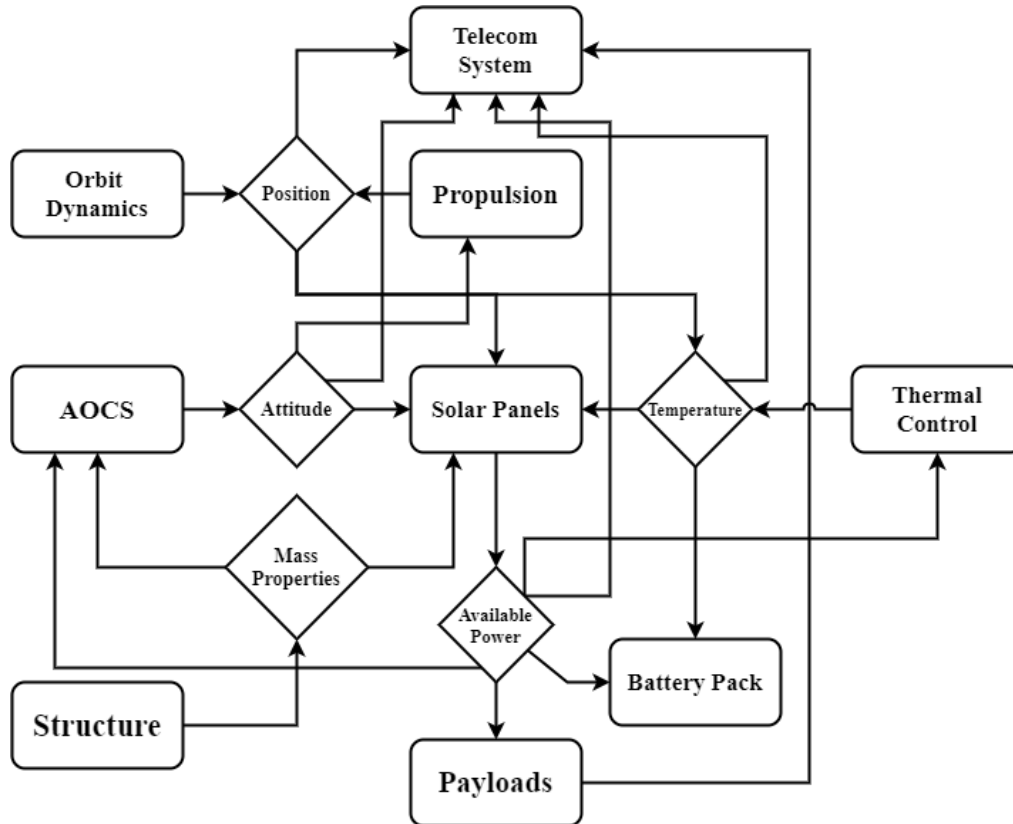 Telecom
System
Orbit
Dynamics
Position
Propulsion
AOCS
Attitude
Solar Panels
Temperature
Thermal
Control
Mass
Properties
Available
Power
Structure
Battery Pack
Payloads